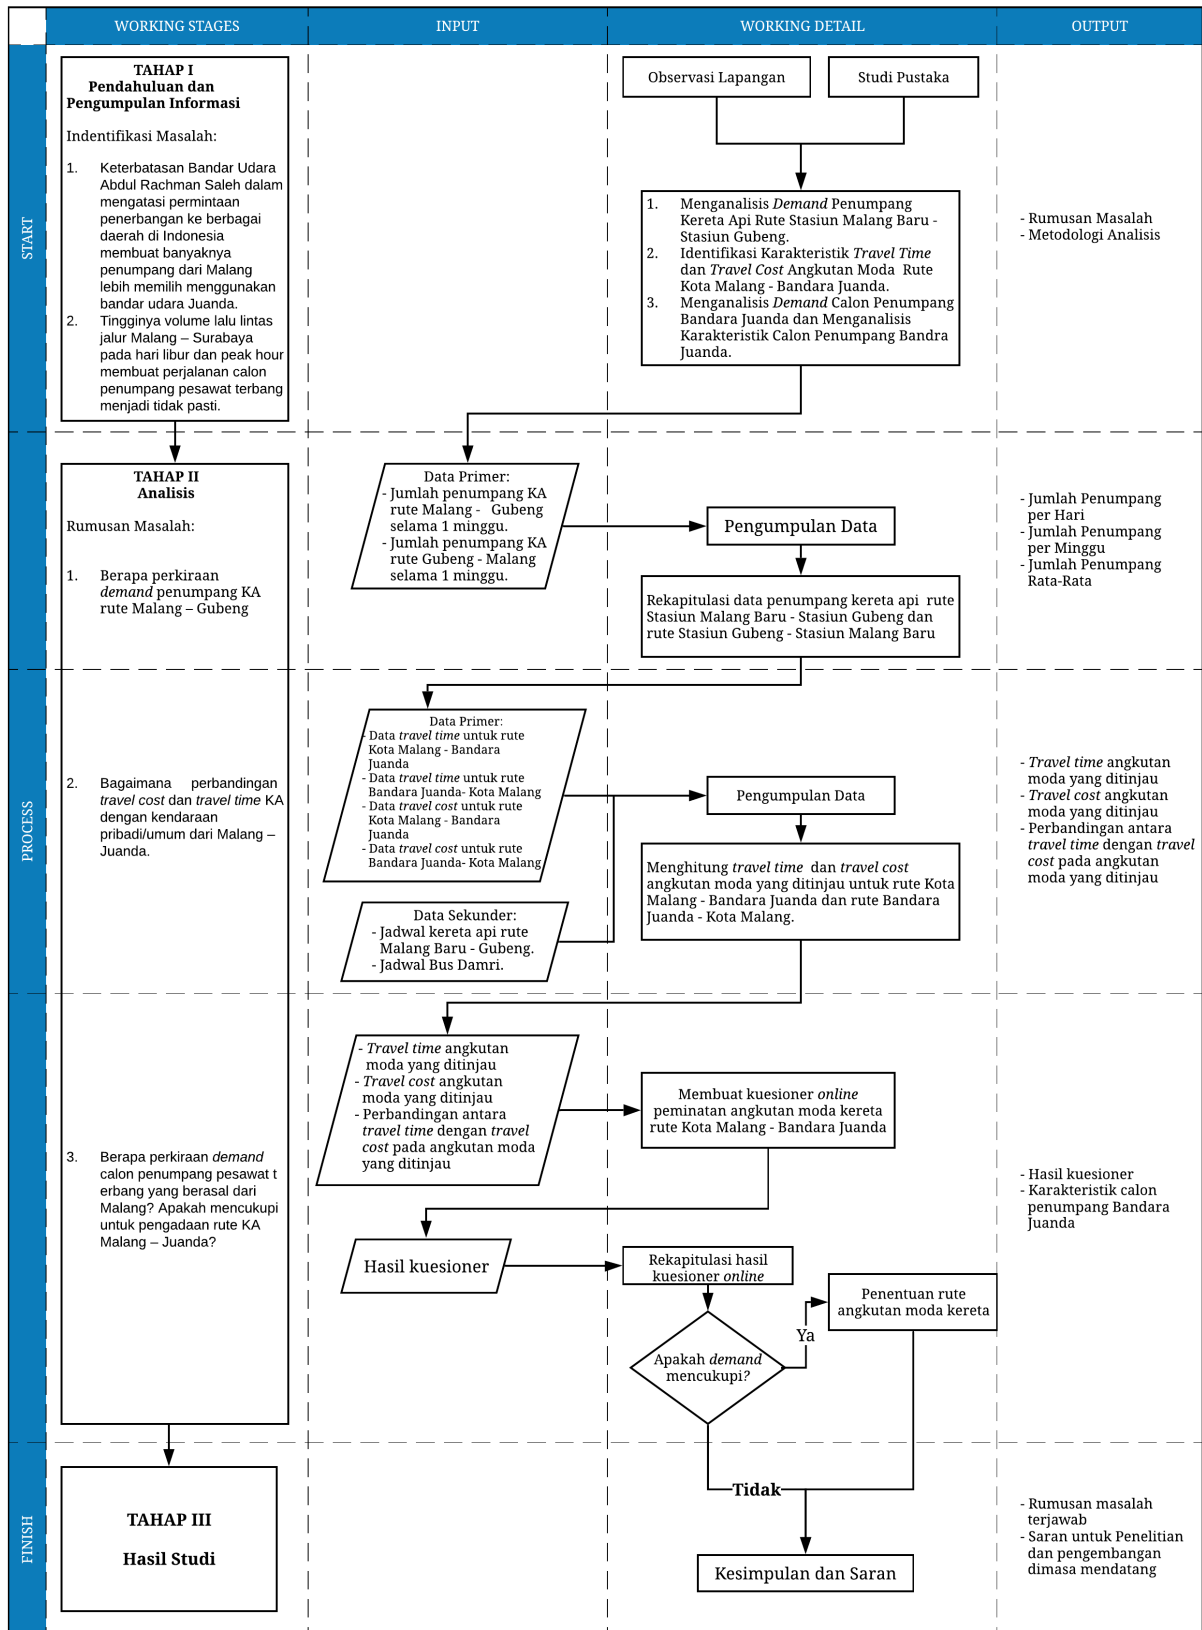 WORKING STAGES
INPUT
WORKING DETAIL
OUTPUT
START
TAHAP I
Pendahuluan dan
Pengumpulan Informasi
Indentifikasi Masalah:
1. Keterbatasan Bandar Udara
Abdul Rachman Saleh dalam
mengatasi permintaan
penerbangan ke berbagai
daerah di Indonesia
membuat banyaknya
penumpang dari Malang
lebih memilih menggunakan
bandar udara Juanda.
2. Tingginya volume lalu lintas
jalur Malang – Surabaya
pada hari libur dan peak hour
membuat perjalanan calon
penumpang pesawat terbang
menjadi tidak pasti.
Observasi Lapangan
Studi Pustaka
1. Menganalisis Demand Penumpang
Kereta Api Rute Stasiun Malang Baru -
Stasiun Gubeng.
2. Identifikasi Karakteristik Travel Time
dan Travel Cost Angkutan Moda Rute
Kota Malang - Bandara Juanda.
3. Menganalisis Demand Calon Penumpang
Bandara Juanda dan Menganalisis
Karakteristik Calon Penumpang Bandra
Juanda.
- Rumusan Masalah
- Metodologi Analisis
PROCESS
TAHAP II
Analisis
Rumusan Masalah:
1. Berapa perkiraan
demand penumpang KA
rute Malang – Gubeng
Data Primer:
- Jumlah penumpang KA
rute Malang - Gubeng
selama 1 minggu.
- Jumlah penumpang KA
rute Gubeng - Malang
selama 1 minggu.
Pengumpulan Data
Rekapitulasi data penumpang kereta api rute
Stasiun Malang Baru - Stasiun Gubeng dan
rute Stasiun Gubeng - Stasiun Malang Baru
- Jumlah Penumpang
per Hari
- Jumlah Penumpang
per Minggu
- Jumlah Penumpang
Rata-Rata
2. Bagaimana perbandingan
travel cost dan travel time KA
dengan kendaraan
pribadi/umum dari Malang –
Juanda.
Data Primer:
- Data travel time untuk rute
Kota Malang - Bandara
Juanda
- Data travel time untuk rute
Bandara Juanda- Kota Malang
- Data travel cost untuk rute
Kota Malang - Bandara
Juanda
- Data travel cost untuk rute
Bandara Juanda- Kota Malang
Data Sekunder:
- Jadwal kereta api rute
Malang Baru - Gubeng.
- Jadwal Bus Damri.
Pengumpulan Data
Menghitung travel time dan travel cost
angkutan moda yang ditinjau untuk rute Kota
Malang - Bandara Juanda dan rute Bandara
Juanda - Kota Malang.
- Travel time angkutan
moda yang ditinjau
- Travel cost angkutan
moda yang ditinjau
- Perbandingan antara
travel time dengan travel
cost pada angkutan
moda yang ditinjau
3. Berapa perkiraan demand
calon penumpang pesawat t
erbang yang berasal dari
Malang? Apakah mencukupi
untuk pengadaan rute KA
Malang – Juanda?
- Travel time angkutan
moda yang ditinjau
- Travel cost angkutan
moda yang ditinjau
- Perbandingan antara
travel time dengan travel
cost pada angkutan moda
yang ditinjau
Membuat kuesioner online
peminatan angkutan moda kereta
rute Kota Malang - Bandara Juanda
Hasil kuesioner
Rekapitulasi hasil
kuesioner online
Apakah demand
mencukupi?
Ya
Penentuan rute
angkutan moda kereta
- Hasil kuesioner
- Karakteristik calon
penumpang Bandara
Juanda
FINISH
TAHAP III
Hasil Studi
Tidak
Kesimpulan dan Saran
- Rumusan masalah
terjawab
- Saran untuk Penelitian
dan pengembangan
dimasa mendatang